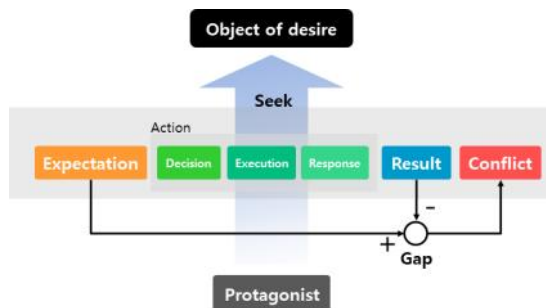 Object of desire
Seek
Action
Expectation
Decision
Execution
Response
Result
Conflict
−
+
Gap
Protagonist